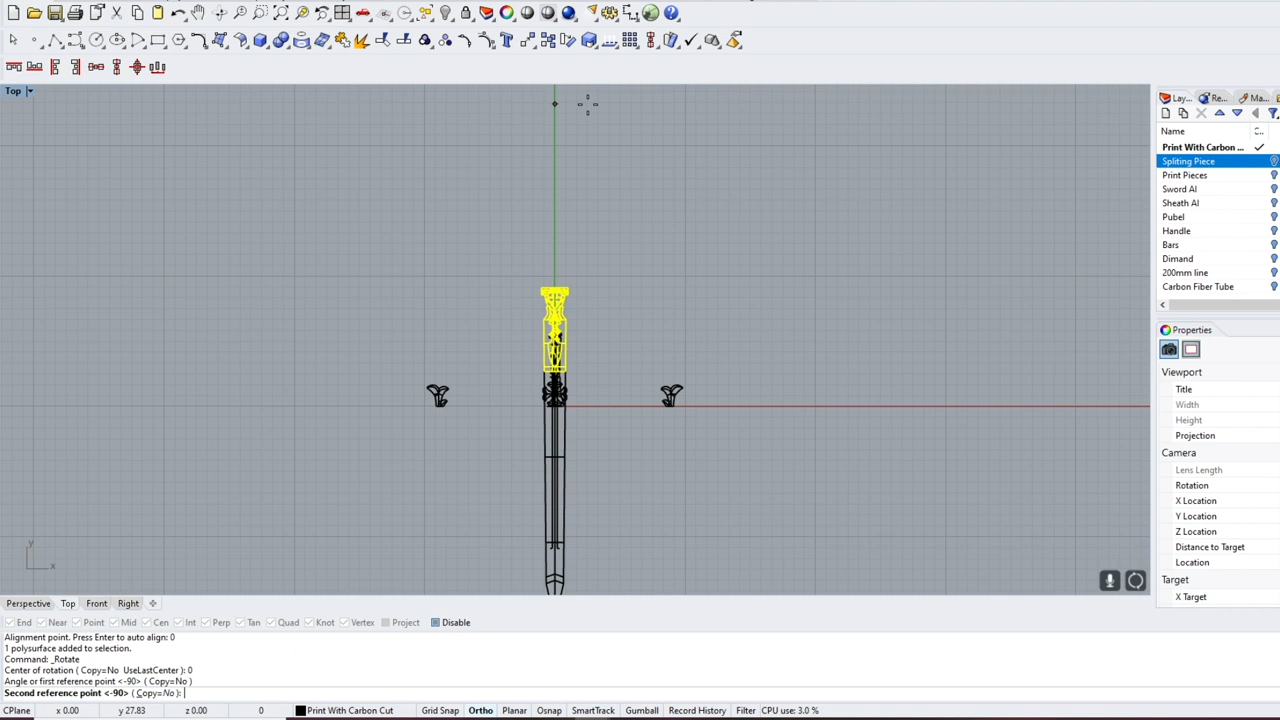 Top
Lay...
Re...
Ma...
Name
C...
Print With Carbon ...
Spliting Piece
Print Pieces
Sword AI
Sheath AI
Pubel
Handle
Bars
Dimand
200mm line
Carbon Fiber Tube
Properties
Viewport
Title
Width
Height
Projection
Camera
Lens Length
Rotation
X Location
Y Location
Z Location
Distance to Target
Location
Target
X Target
y
x
Perspective Top Front Right
End Near Point Mid Cen Int Perp Tan Quad Knot Vertex Project Disable
Alignment point. Press Enter to auto align: 0
1 polysurface added to selection.
Command: _Rotate
Center of rotation ( Copy=No UseLastCenter ): 0
Angle or first reference point <-90> ( Copy=No )
Second reference point <-90> ( Copy=No ):
CPlane x 0.00 y 27.83 z 0.00 0 Print With Carbon Cut Grid Snap Ortho Planar Osnap SmartTrack Gumball Record History Filter CPU use: 3.0 %